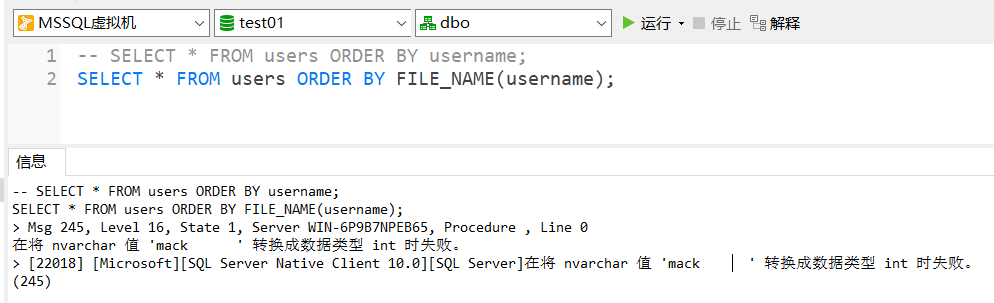 MSSQL虚拟机 test01 dbo 运行 停止 解释
1 -- SELECT * FROM users ORDER BY username;
2 SELECT * FROM users ORDER BY FILE_NAME(username);
信息
-- SELECT * FROM users ORDER BY username;
SELECT * FROM users ORDER BY FILE_NAME(username);
> Msg 245, Level 16, State 1, Server WIN-6P9B7NPEB65, Procedure , Line 0
在将 nvarchar 值 'mack      ' 转换成数据类型 int 时失败。
> [22018] [Microsoft][SQL Server Native Client 10.0][SQL Server]在将 nvarchar 值 'mack      ' 转换成数据类型 int 时失败。
(245)